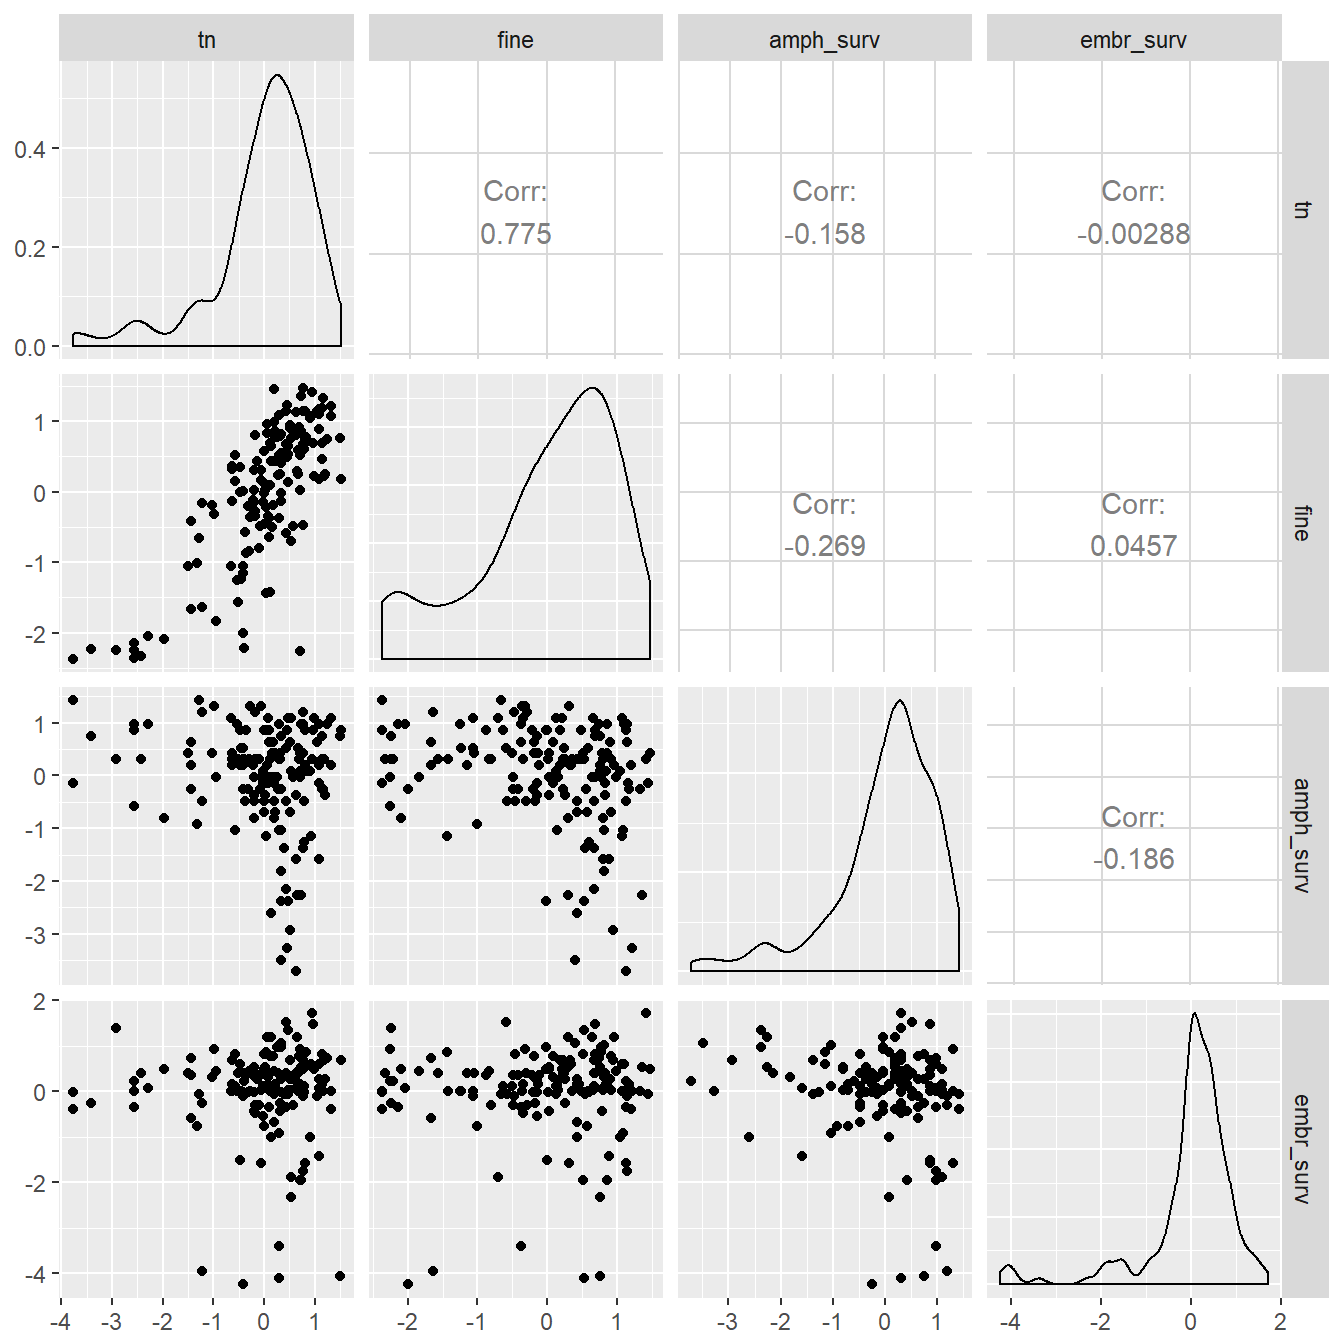 tn fine amph_surv embr_surv
0.4
0.2
0.0
Corr:
0.775
Corr:
-0.158
Corr:
-0.00288
tn
1
0
-1
-2
Corr:
-0.269
Corr:
0.0457
fine
1
0
-1
-2
-3
Corr:
-0.186
amph_surv
2
0
-2
-4
embr_surv
-4 -3 -2 -1 0 1 -2 -1 0 1 -3 -2 -1 0 1 -4 -2 0 2